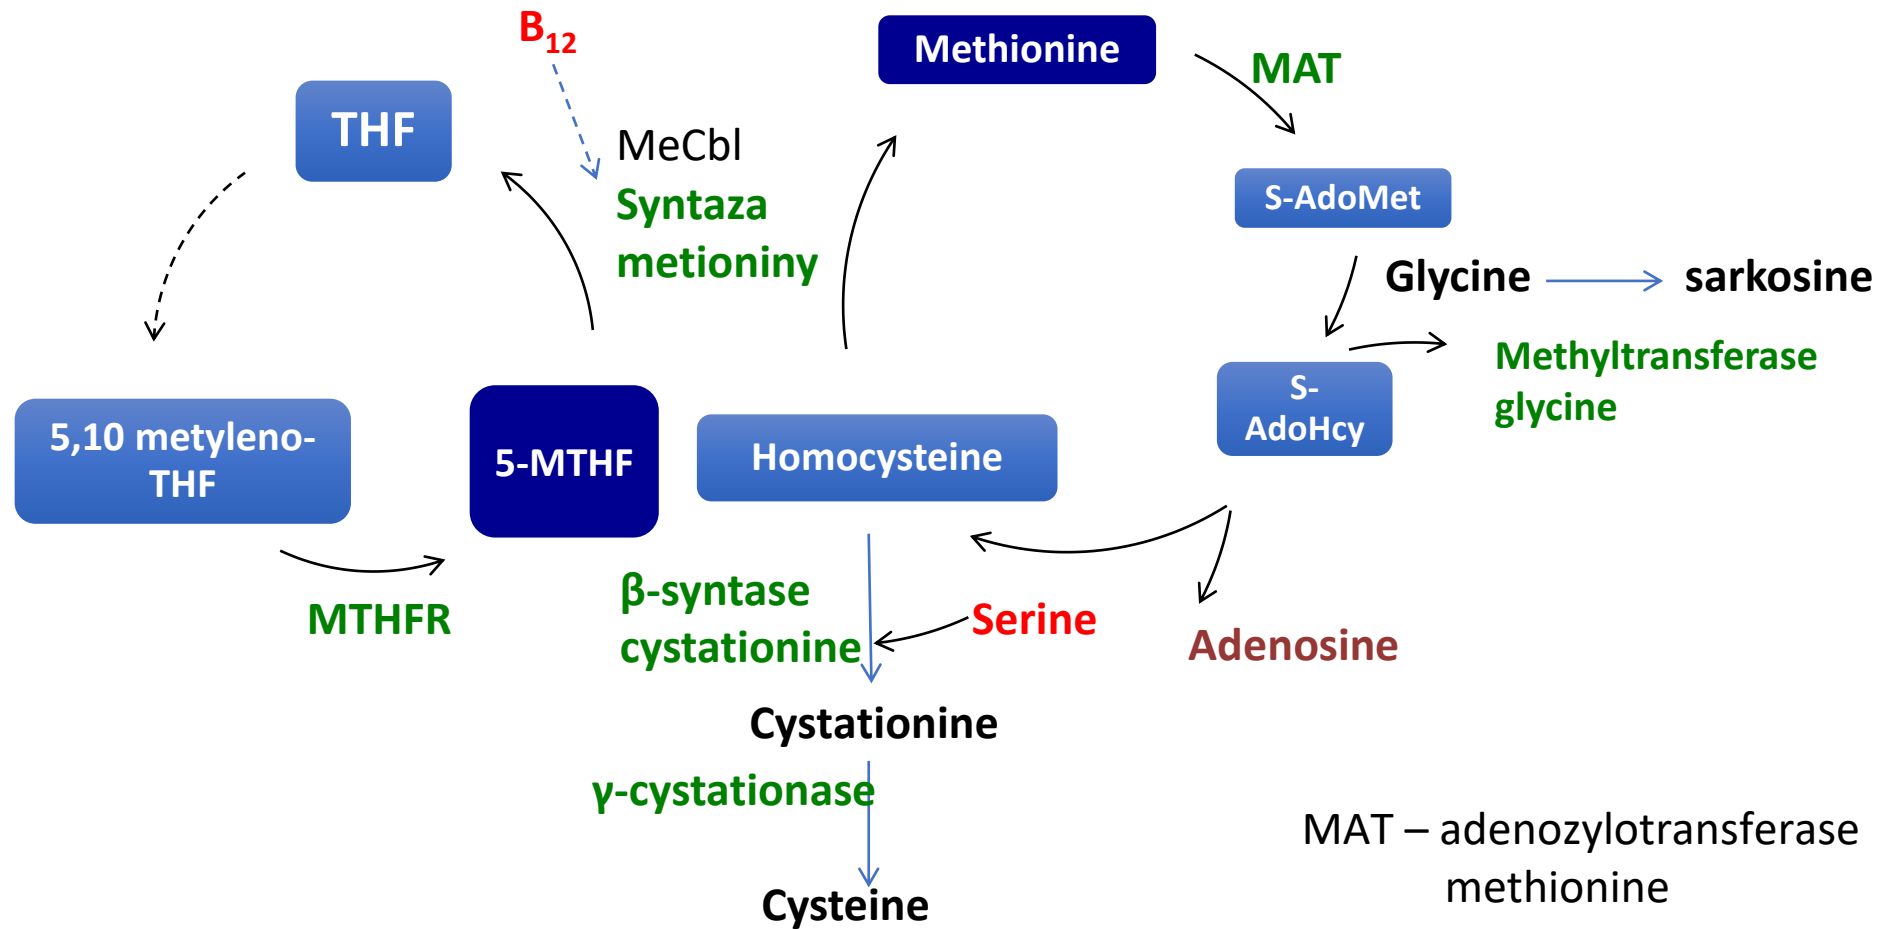 B12
Methionine
MAT
THF
MeCbl
Syntaza
metioniny
S-AdoMet
Glycine
sarkosine
Methyltransferase
glycine
S-
AdoHcy
5,10 metyleno-
THF
5-MTHF
Homocysteine
MTHFR
β-syntase
cystationine
Serine
Adenosine
Cystationine
γ-cystationase
Cysteine
MAT – adenozylotransferase
methionine